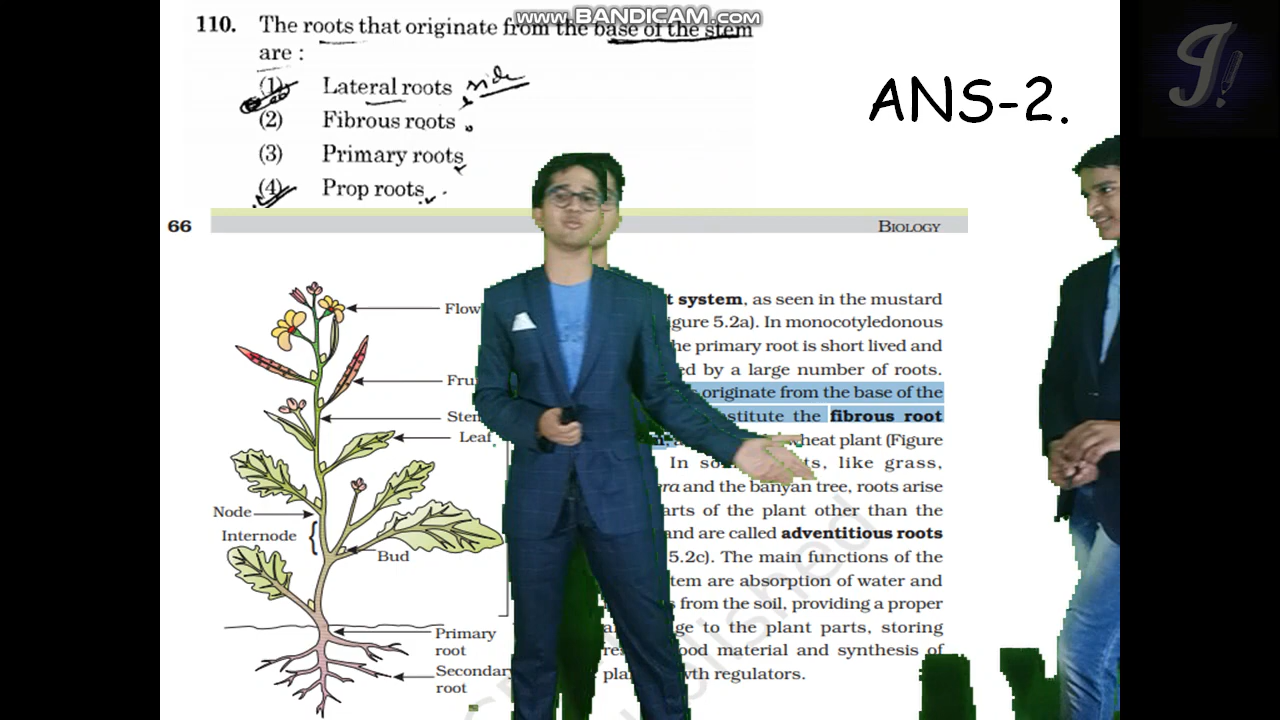 www.BANDICAM.com
110. The roots that originate from the base of the stem
are :
(1) Lateral roots side
(2) Fibrous roots
(3) Primary roots
(4) Prop roots
ANS-2.
66 BIOLOGY
Flow
Fru
Stem
Leaf
Node
Internode
Bud
Primary
root
Secondary
root
t system, as seen in the mustard
igure 5.2a). In monocotyledonous
he primary root is short lived and
ed by a large number of roots.
originate from the base of the
stitute the fibrous root
heat plant (Figure
In so ts, like grass,
era and the banyan tree, roots arise
arts of the plant other than the
and are called adventitious roots
5.2c). The main functions of the
tem are absorption of water and
s from the soil, providing a proper
a ge to the plant parts, storing
re ood material and synthesis of
pla wth regulators.